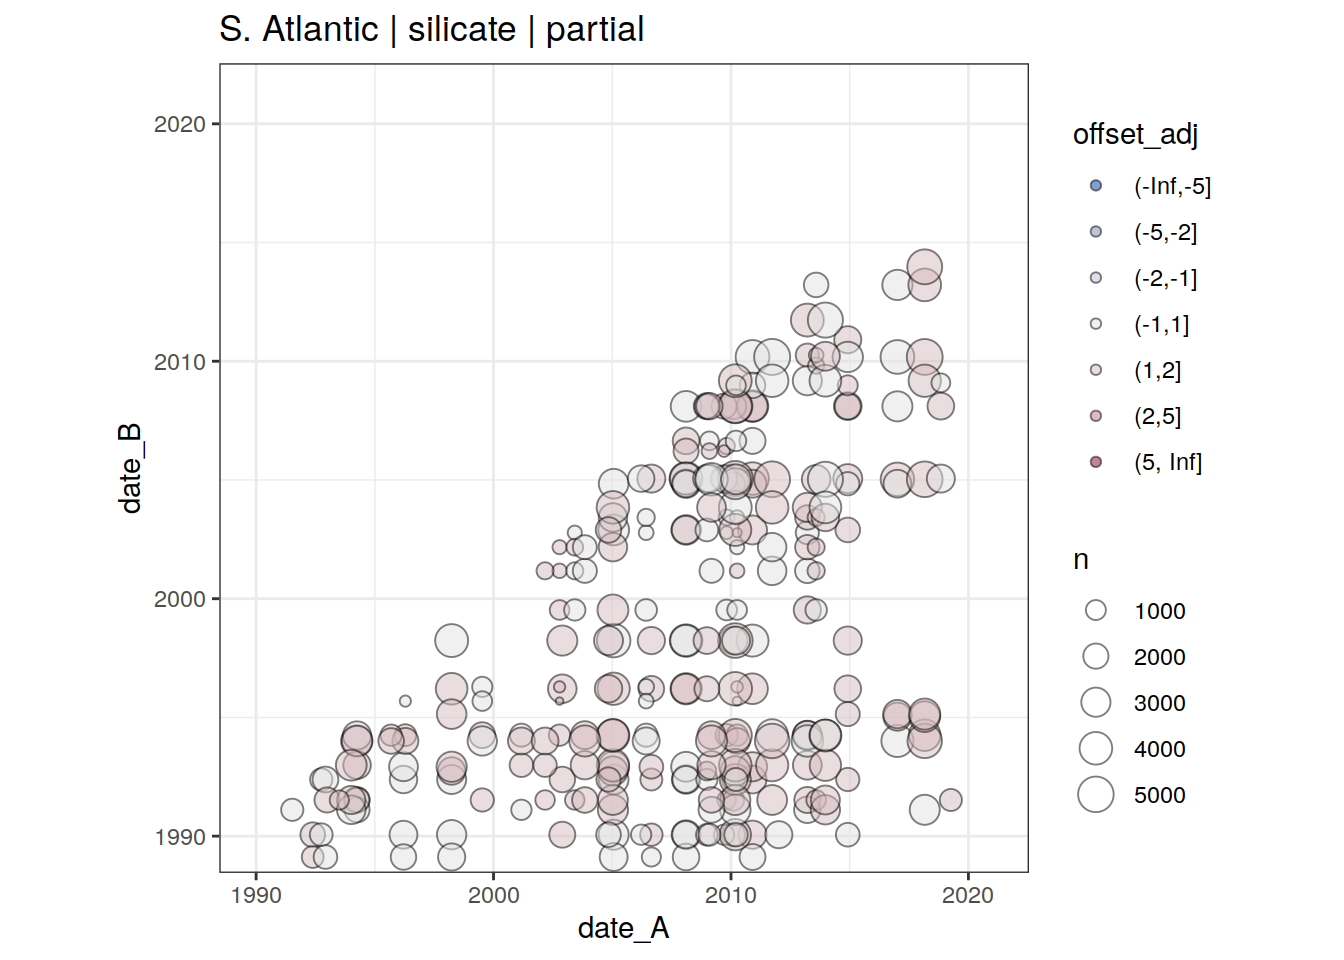 S. Atlantic | silicate | partial
2020
2010
2000
1990
date_B
1990
2000
2010
2020
date_A
offset_adj
(-Inf,-5]
(-5,-2]
(-2,-1]
(-1,1]
(1,2]
(2,5]
(5, Inf]
n
1000
2000
3000
4000
5000